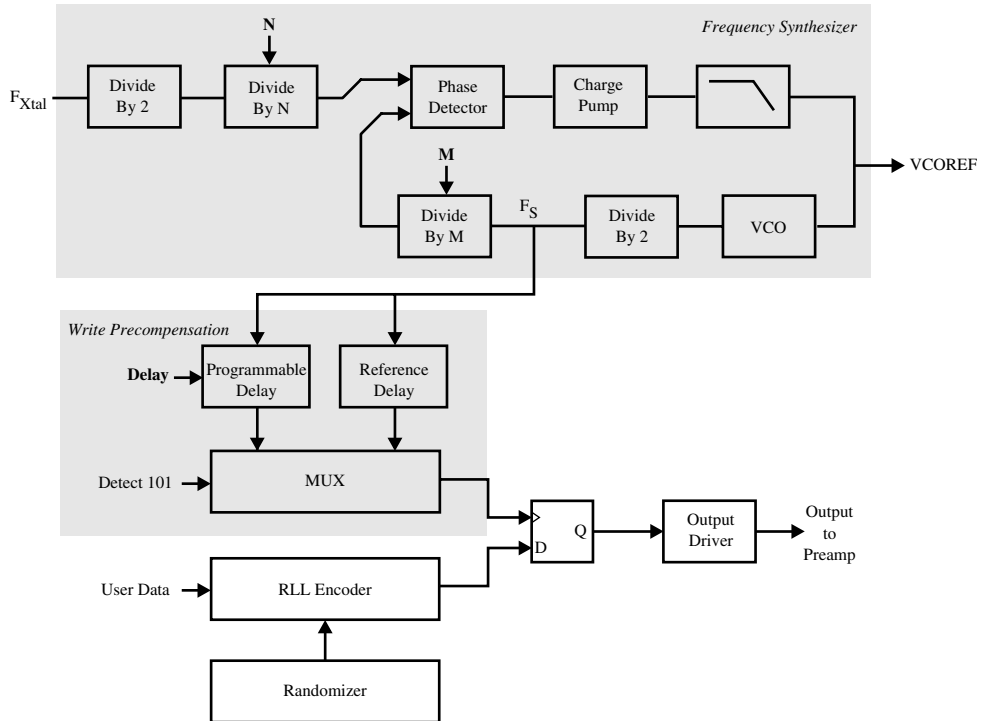 Frequency Synthesizer
N
F_Xtal
Divide
By 2
Divide
By N
Phase
Detector
Charge
Pump
VCOREF
M
Divide
By M
F_S
Divide
By 2
VCO
Write Precompensation
Delay
Programmable
Delay
Reference
Delay
Detect 101
MUX
D
Q
Output
Driver
Output
to
Preamp
User Data
RLL Encoder
Randomizer